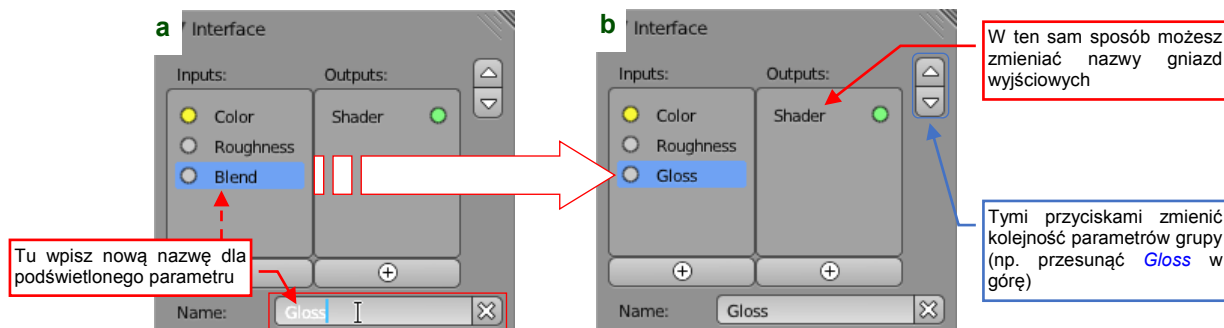 a
Interface
Inputs:
Outputs:
Color
Roughness
Blend
Shader
Name:
Gloss
Tu wpisz nową nazwę dla
podświetlonego parametru
b
Interface
Inputs:
Outputs:
Color
Roughness
Gloss
Shader
Name:
Gloss
W ten sam sposób możesz
zmieniać nazwy gniazd
wyjściowych
Tymi przyciskami zmienić
kolejność parametrów grupy
(np. przesunąć Gloss w
górę)